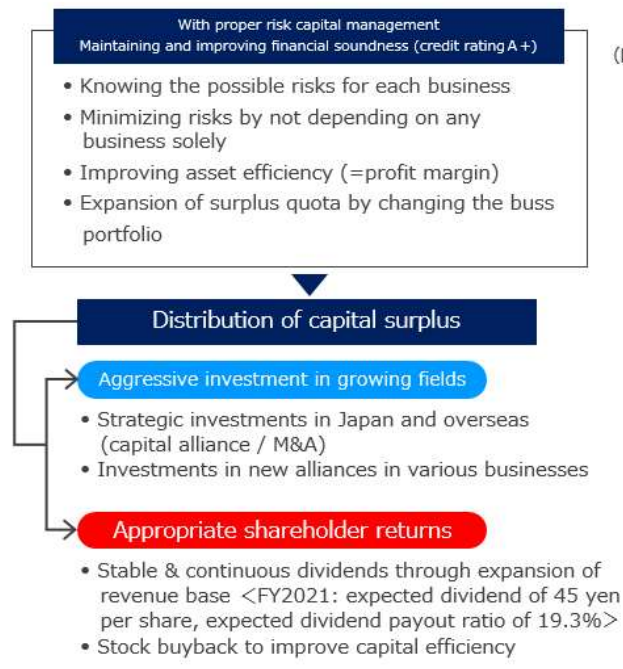 With proper risk capital management
Maintaining and improving financial soundness (credit rating A+)
• Knowing the possible risks for each business
• Minimizing risks by not depending on any
business solely
• Improving asset efficiency (=profit margin)
• Expansion of surplus quota by changing the buss
portfolio
Distribution of capital surplus
Aggressive investment in growing fields
• Strategic investments in Japan and overseas
(capital alliance / M&A)
• Investments in new alliances in various businesses
Appropriate shareholder returns
• Stable & continuous dividends through expansion of
revenue base <FY2021: expected dividend of 45 yen
per share, expected dividend payout ratio of 19.3%>
• Stock buyback to improve capital efficiency